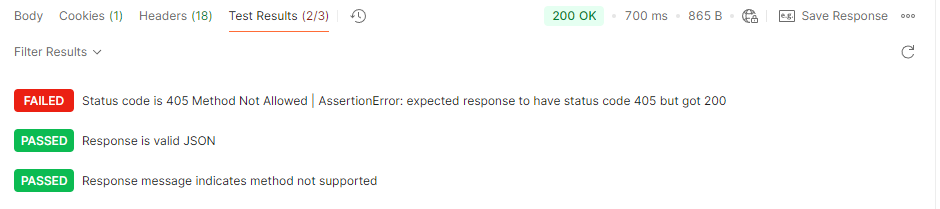 Body Cookies (1) Headers (18) Test Results (2/3) 200 OK • 700 ms • 865 B • e.g. Save Response
Filter Results
FAILED Status code is 405 Method Not Allowed | AssertionError: expected response to have status code 405 but got 200
PASSED Response is valid JSON
PASSED Response message indicates method not supported